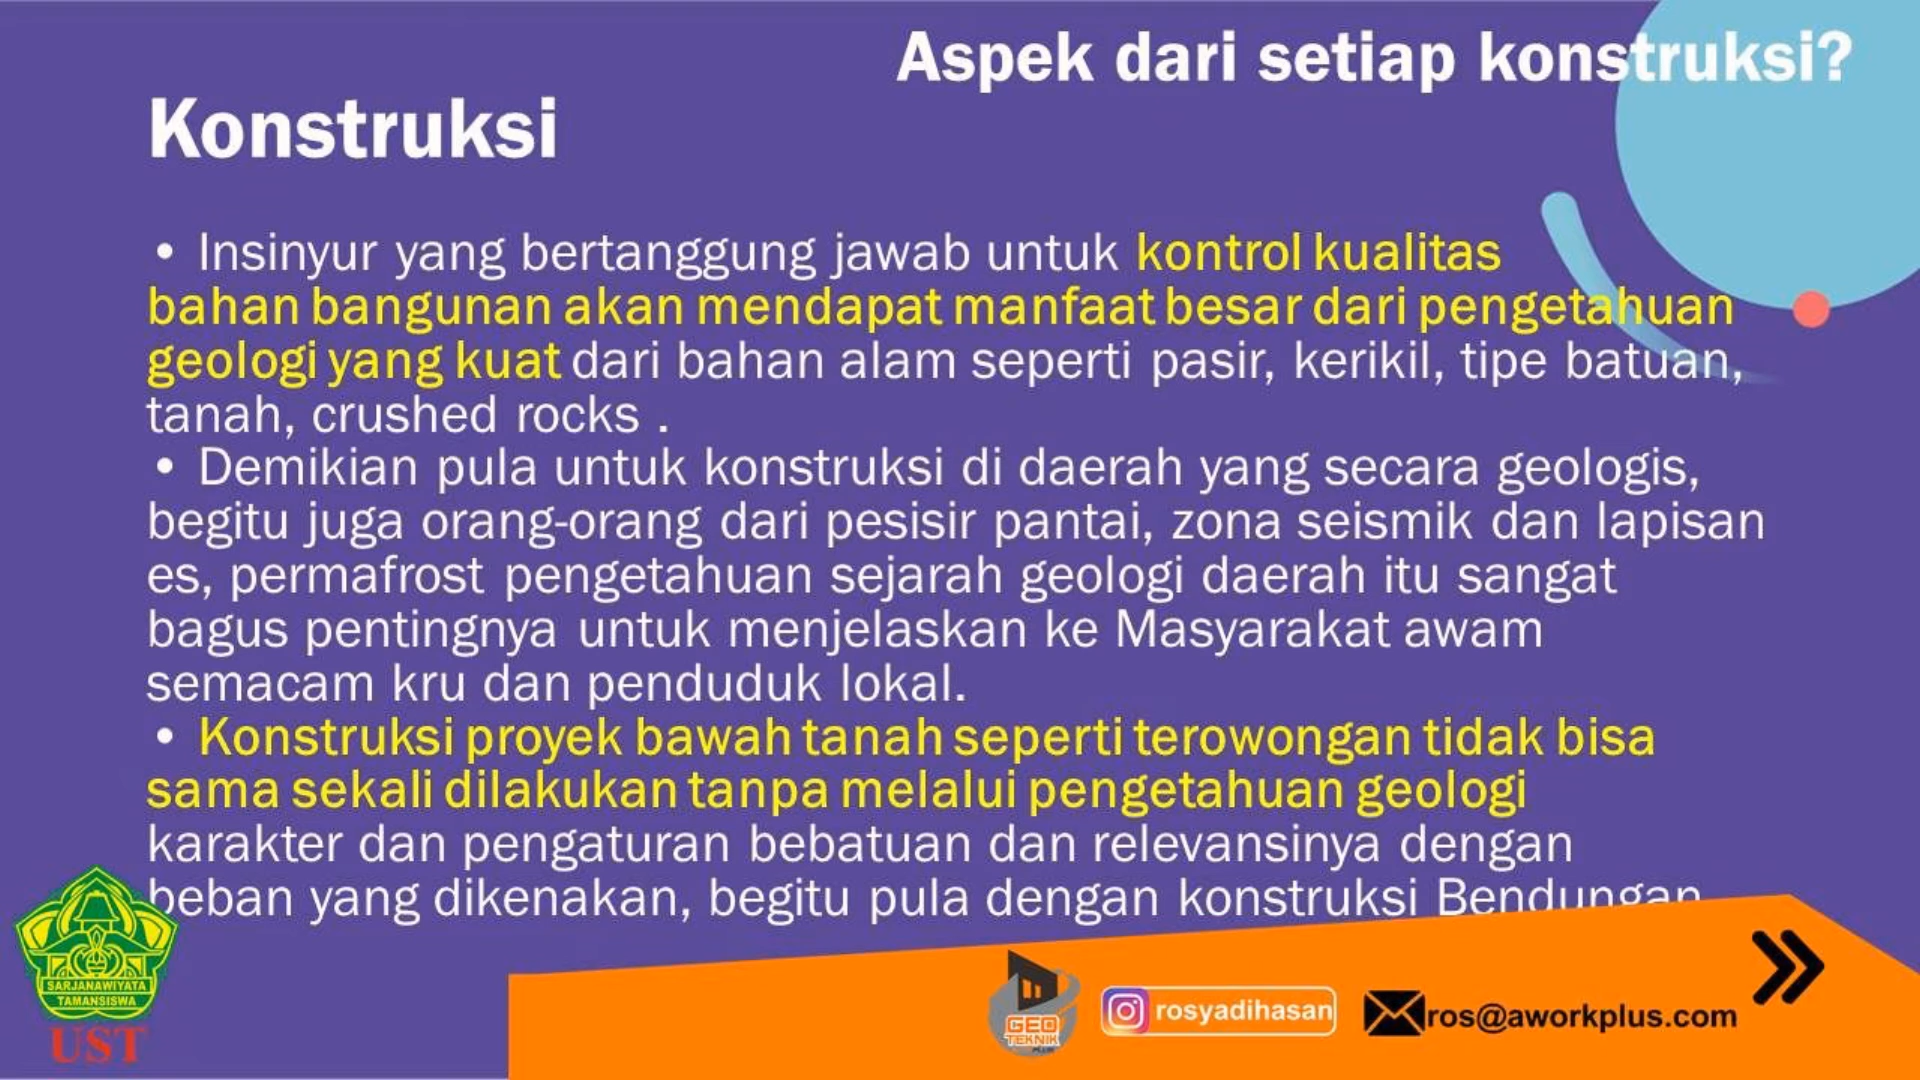 Aspek dari setiap konstruksi?
Konstruksi
• Insinyur yang bertanggung jawab untuk kontrol kualitas
bahan bangunan akan mendapat manfaat besar dari pengetahuan
geologi yang kuat dari bahan alam seperti pasir, kerikil, tipe batuan,
tanah, crushed rocks .
• Demikian pula untuk konstruksi di daerah yang secara geologis,
begitu juga orang-orang dari pesisir pantai, zona seismik dan lapisan
es, permafrost pengetahuan sejarah geologi daerah itu sangat
bagus pentingnya untuk menjelaskan ke Masyarakat awam
semacam kru dan penduduk lokal.
• Konstruksi proyek bawah tanah seperti terowongan tidak bisa
sama sekali dilakukan tanpa melalui pengetahuan geologi
karakter dan pengaturan bebatuan dan relevansinya dengan
beban yang dikenakan, begitu pula dengan konstruksi Bendungan
SARJANAWIYATA
TAMANSISWA
UST
GEO
TEKNIK
PLUS
rosyadihasan
ros@aworkplus.com